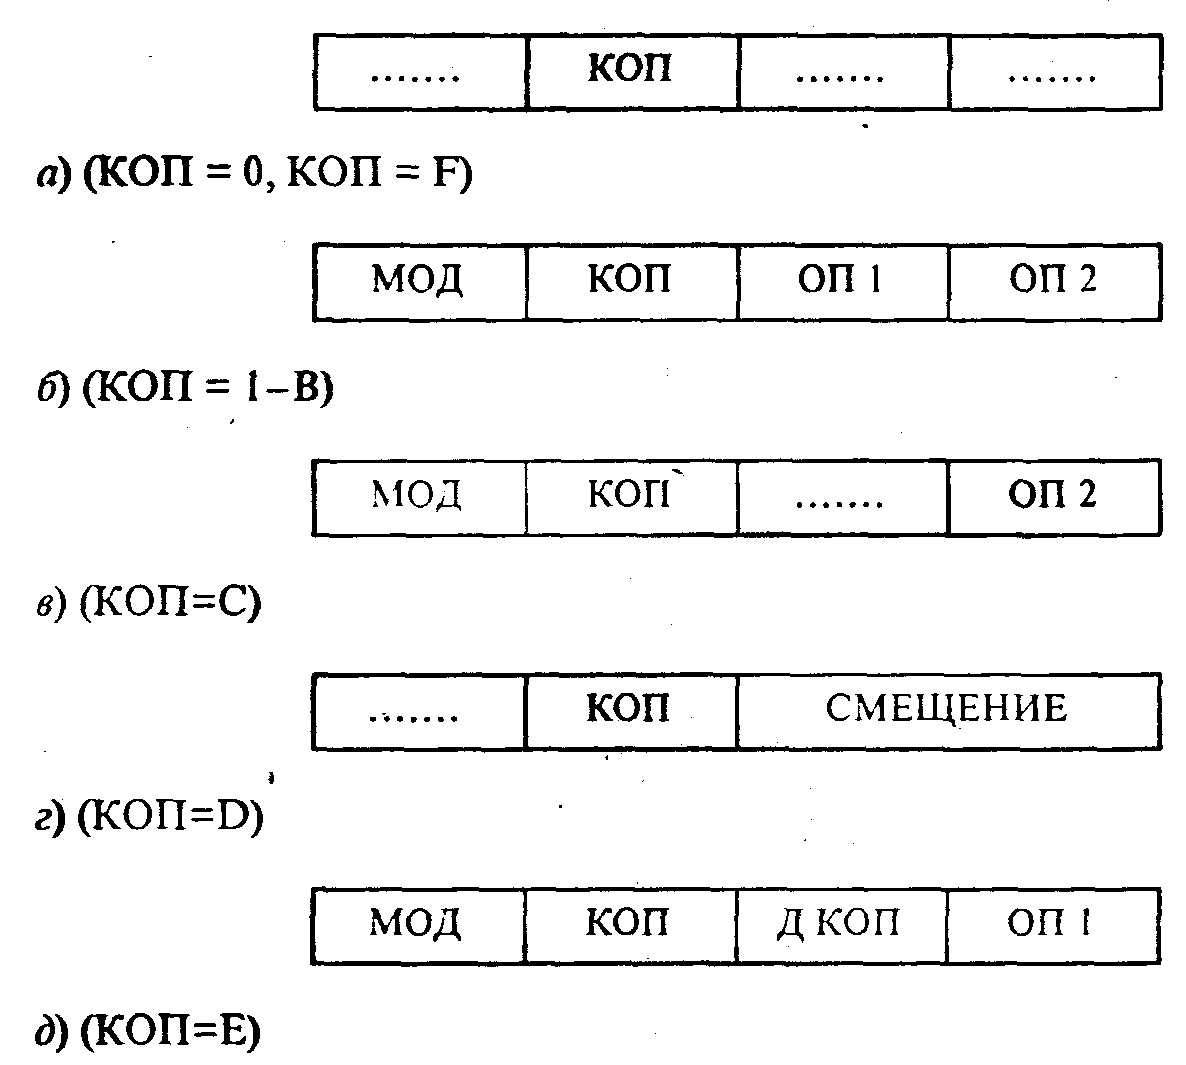 ....... КОП ....... .......
а) (КОП = 0, КОП = F)
МОД КОП ОП 1 ОП 2
б) (КОП = 1–B)
МОД КОП ....... ОП 2
в) (КОП=C)
....... КОП СМЕЩЕНИЕ
г) (КОП=D)
МОД КОП Д КОП ОП 1
д) (КОП=E)